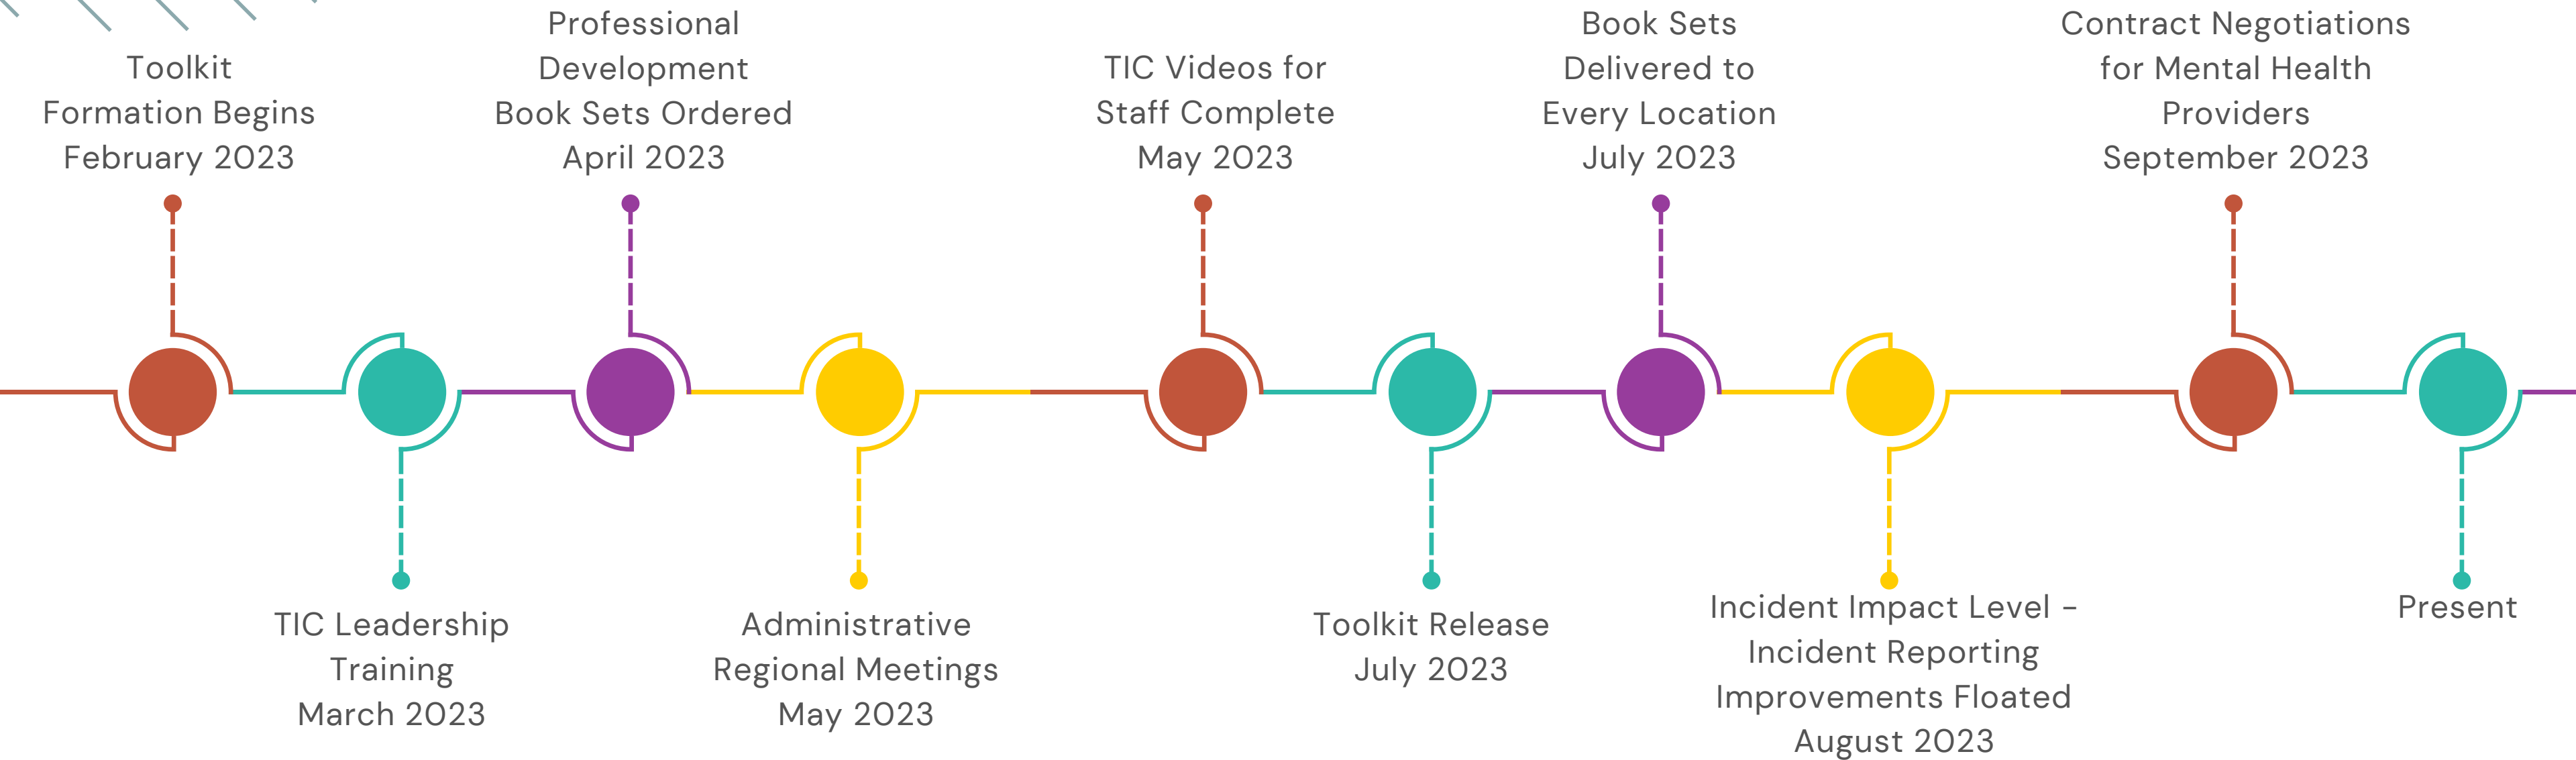 Toolkit
Formation Begins
February 2023
TIC Leadership
Training
March 2023
Professional
Development
Book Sets Ordered
April 2023
Administrative
Regional Meetings
May 2023
TIC Videos for
Staff Complete
May 2023
Toolkit Release
July 2023
Book Sets
Delivered to
Every Location
July 2023
Incident Impact Level -
Incident Reporting
Improvements Floated
August 2023
Contract Negotiations
for Mental Health
Providers
September 2023
Present